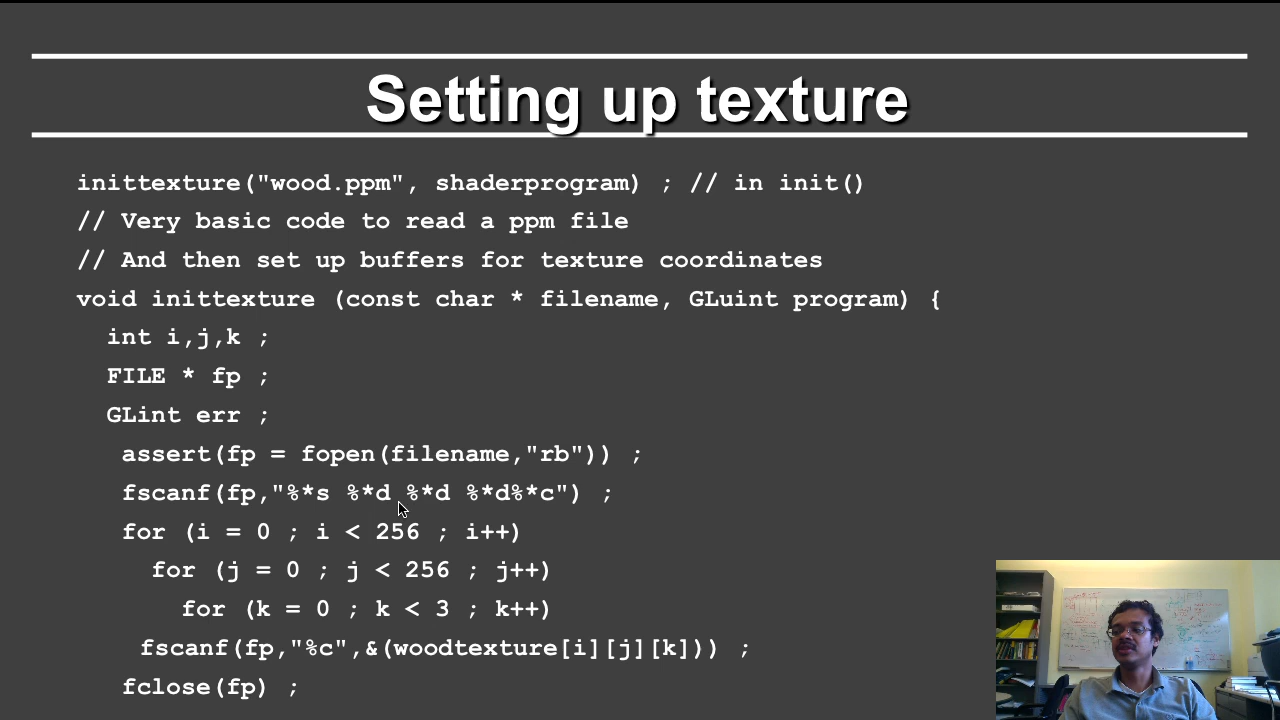 Setting up texture
inittexture("wood.ppm", shaderprogram) ; // in init()
// Very basic code to read a ppm file
// And then set up buffers for texture coordinates
void inittexture (const char * filename, GLuint program) {
int i,j,k ;
FILE * fp ;
GLint err ;
assert(fp = fopen(filename,"rb")) ;
fscanf(fp,"%*s %*d %*d %*d%*c") ;
for (i = 0 ; i < 256 ; i++)
for (j = 0 ; j < 256 ; j++)
for (k = 0 ; k < 3 ; k++)
fscanf(fp,"%c",&(woodtexture[i][j][k])) ;
fclose(fp) ;